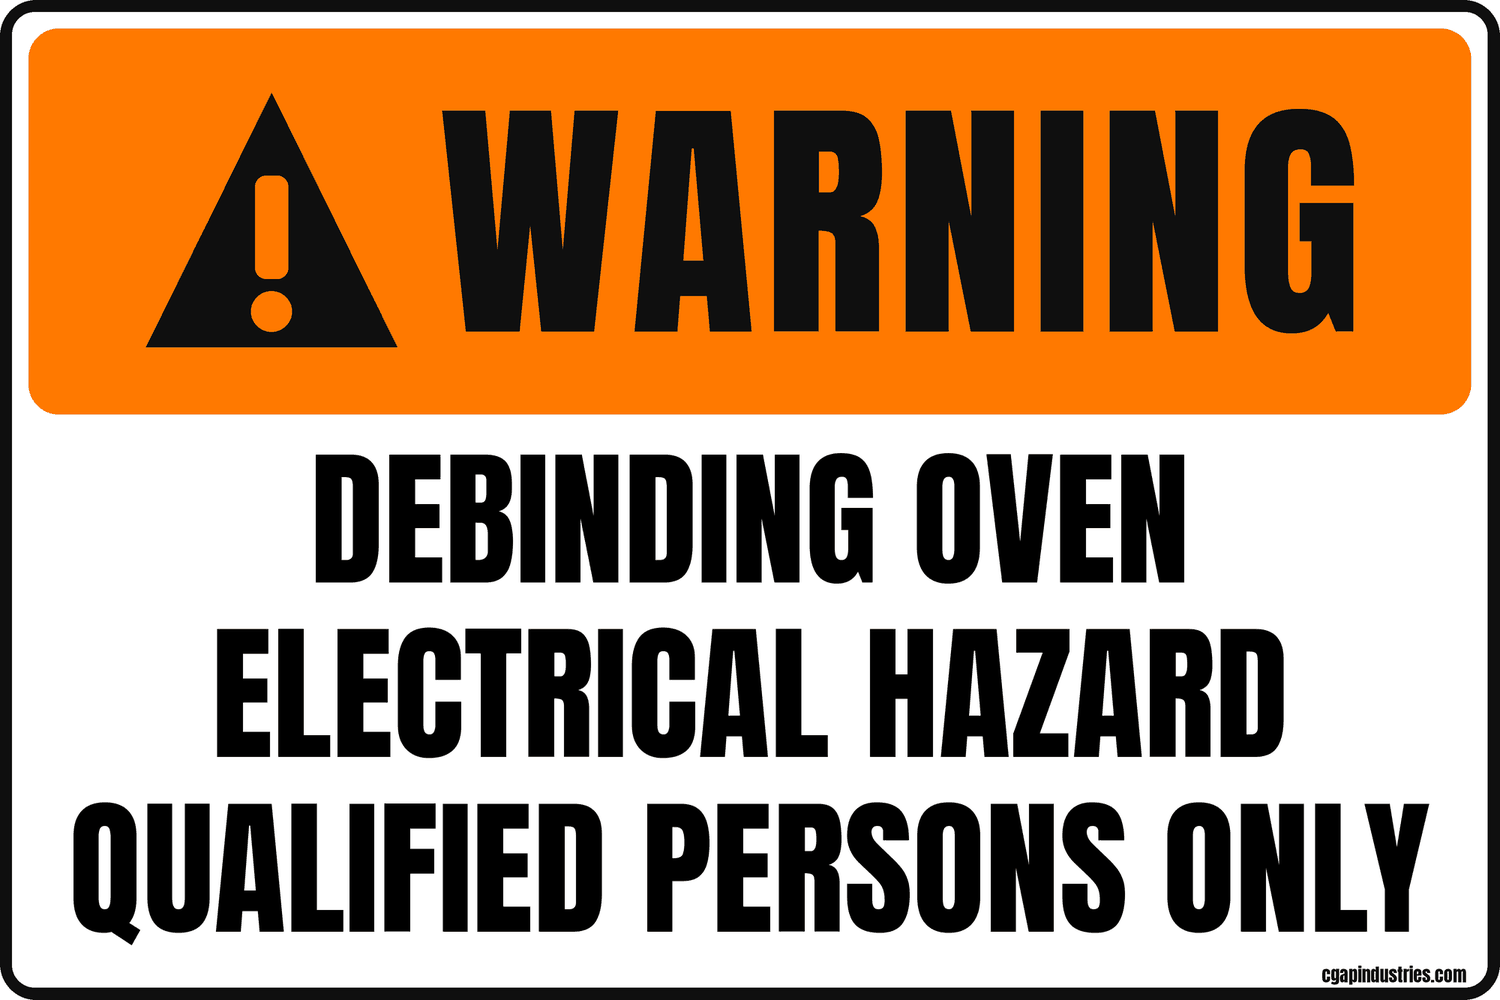 WARNING
DEBINDING OVEN
ELECTRICAL HAZARD
QUALIFIED PERSONS ONLY
cgapindustries.com